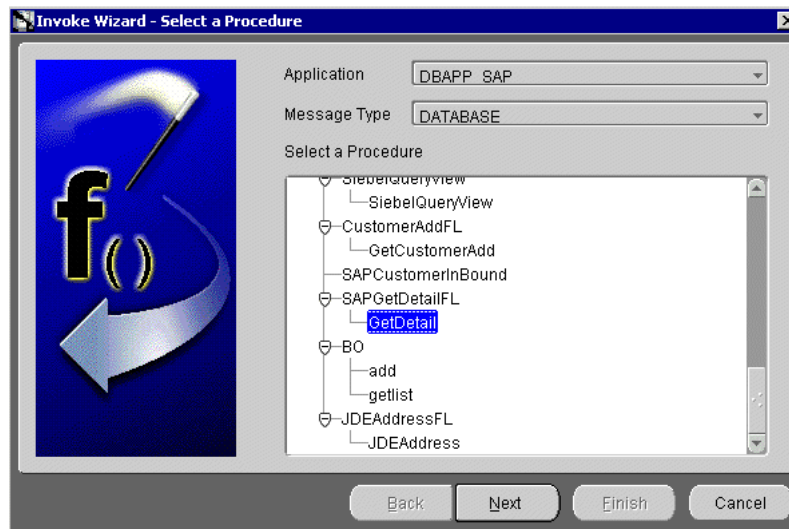 Invoke Wizard - Select a Procedure
Application DBAPP_SAP
Message Type DATABASE
Select a Procedure
SiebelQueryView
SiebelQueryView
CustomerAddFL
GetCustomerAdd
SAPCustomerInBound
SAPGetDetailFL
GetDetail
BO
add
getlist
JDEAddressFL
JDEAddress
f()
Back Next Finish Cancel